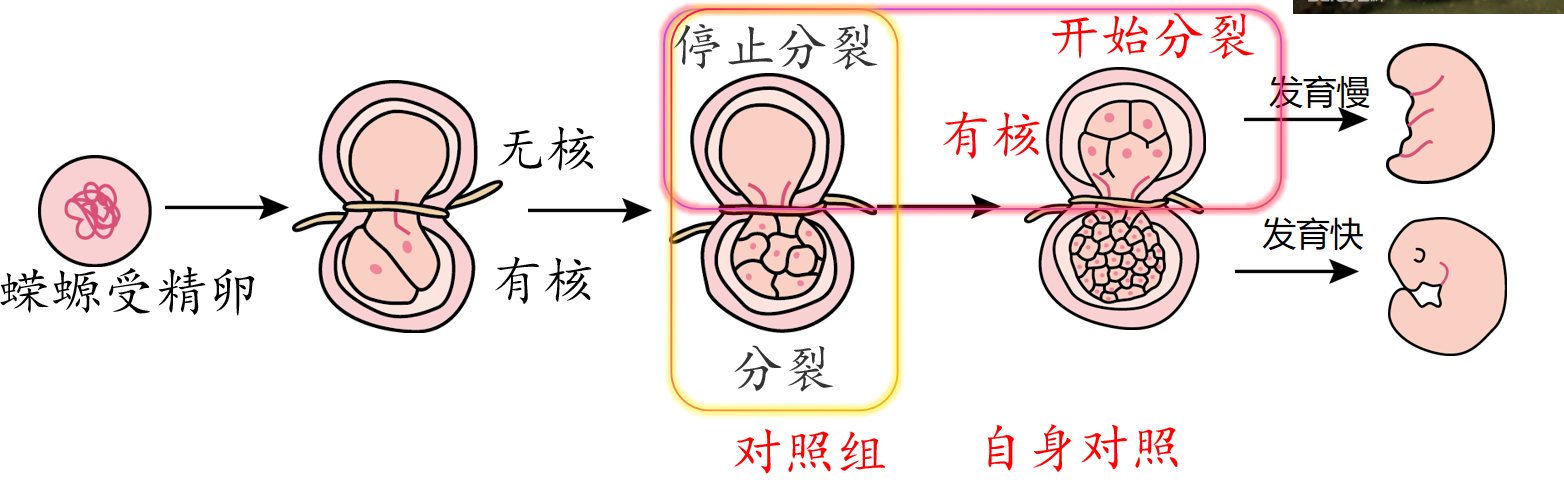 停止分裂
开始分裂
发育慢
无核
有核
有核
蝾螈受精卵
发育快
分裂
对照组
自身对照